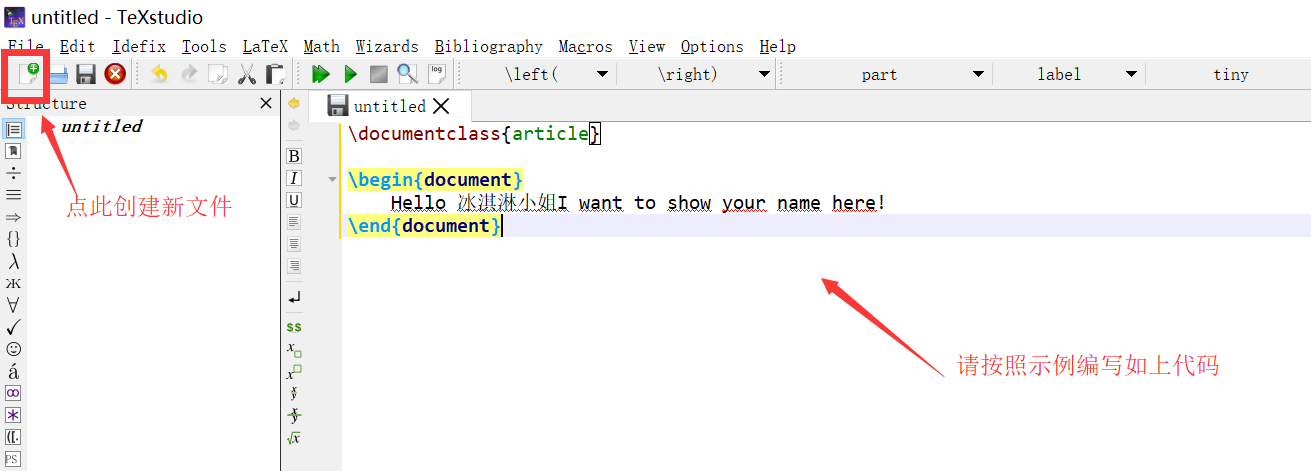 untitled - TeXstudio
File Edit Idefix Tools LaTeX Math Wizards Bibliography Macros View Options Help
log \left( \right) part label tiny
Structure
untitled
untitled
\documentclass{article}
\begin{document}
Hello 冰淇淋小姐I want to show your name here!
\end{document}
点此创建新文件
请按照示例编写如上代码
B
I
U
{}
λ
ж
∀
á
([.
PS
$$